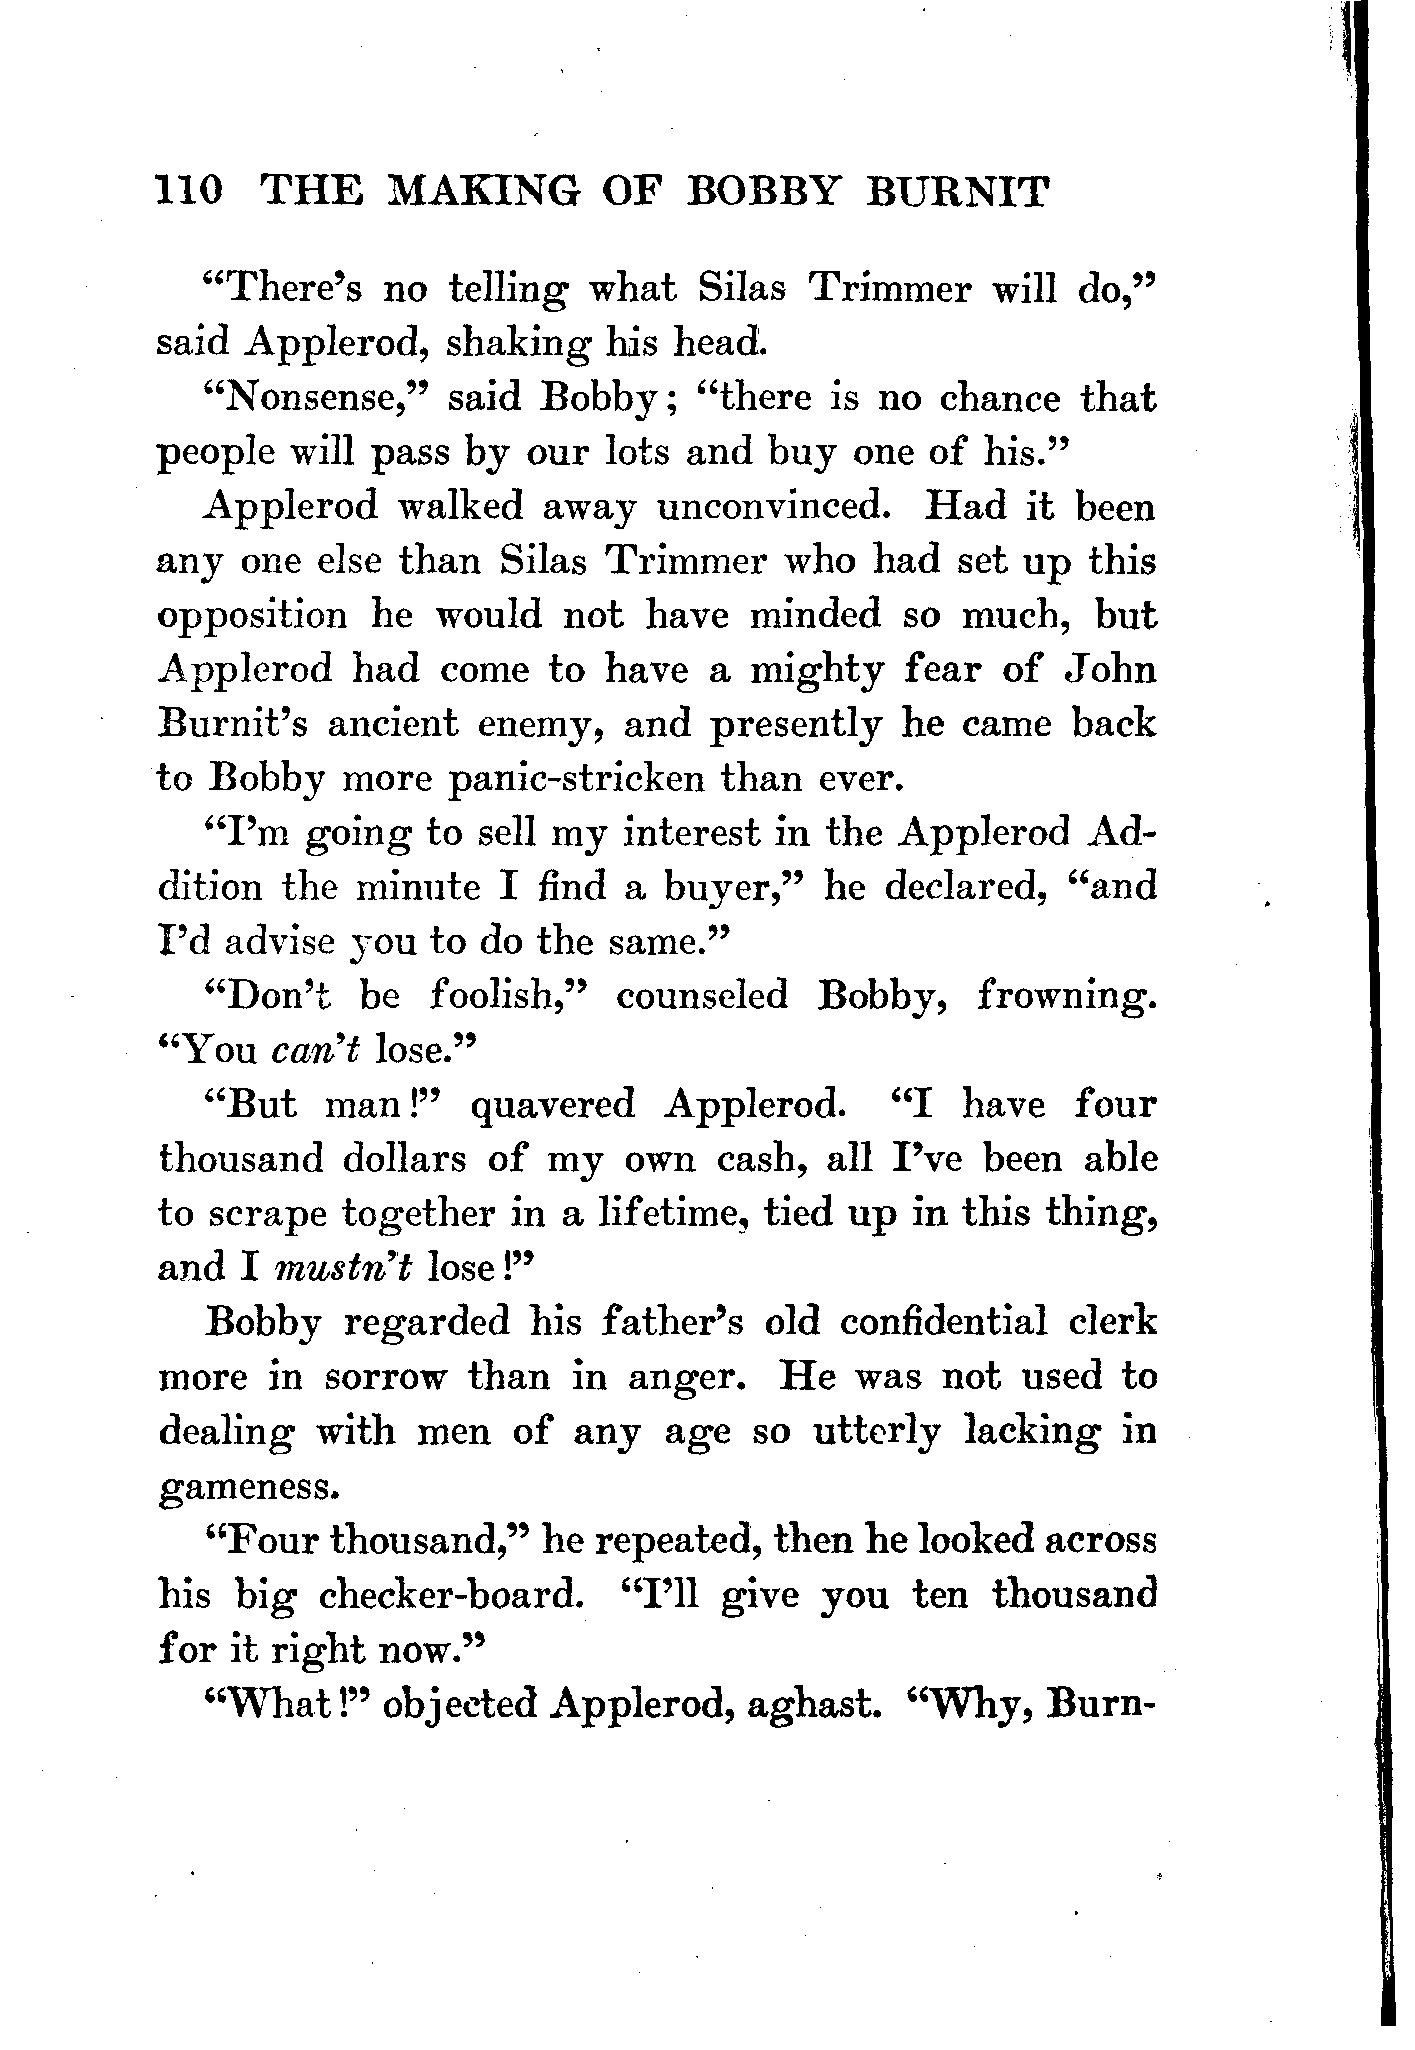 110 THE MAKING OF BOBBY BURNIT
“There’s no telling what Silas Trimmer will do,”
said Applerod, shaking his head.
“Nonsense,” said Bobby; “there is no chance that
people will pass by our lots and buy one of his.”
Applerod walked away unconvinced. Had it been
any one else than Silas Trimmer who had set up this
opposition he would not have minded so much, but
Applerod had come to have a mighty fear of John
Burnit’s ancient enemy, and presently he came back
to Bobby more panic-stricken than ever.
“I’m going to sell my interest in the Applerod Ad-
dition the minute I find a buyer,” he declared, “and
I’d advise you to do the same.”
“Don’t be foolish,” counseled Bobby, frowning.
“You can’t lose.”
“But man!” quavered Applerod. “I have four
thousand dollars of my own cash, all I’ve been able
to scrape together in a lifetime, tied up in this thing,
and I mustn’t lose!”
Bobby regarded his father’s old confidential clerk
more in sorrow than in anger. He was not used to
dealing with men of any age so utterly lacking in
gameness.
“Four thousand,” he repeated, then he looked across
his big checker-board. “I’ll give you ten thousand
for it right now.”
“What!” objected Applerod, aghast. “Why, Burn-